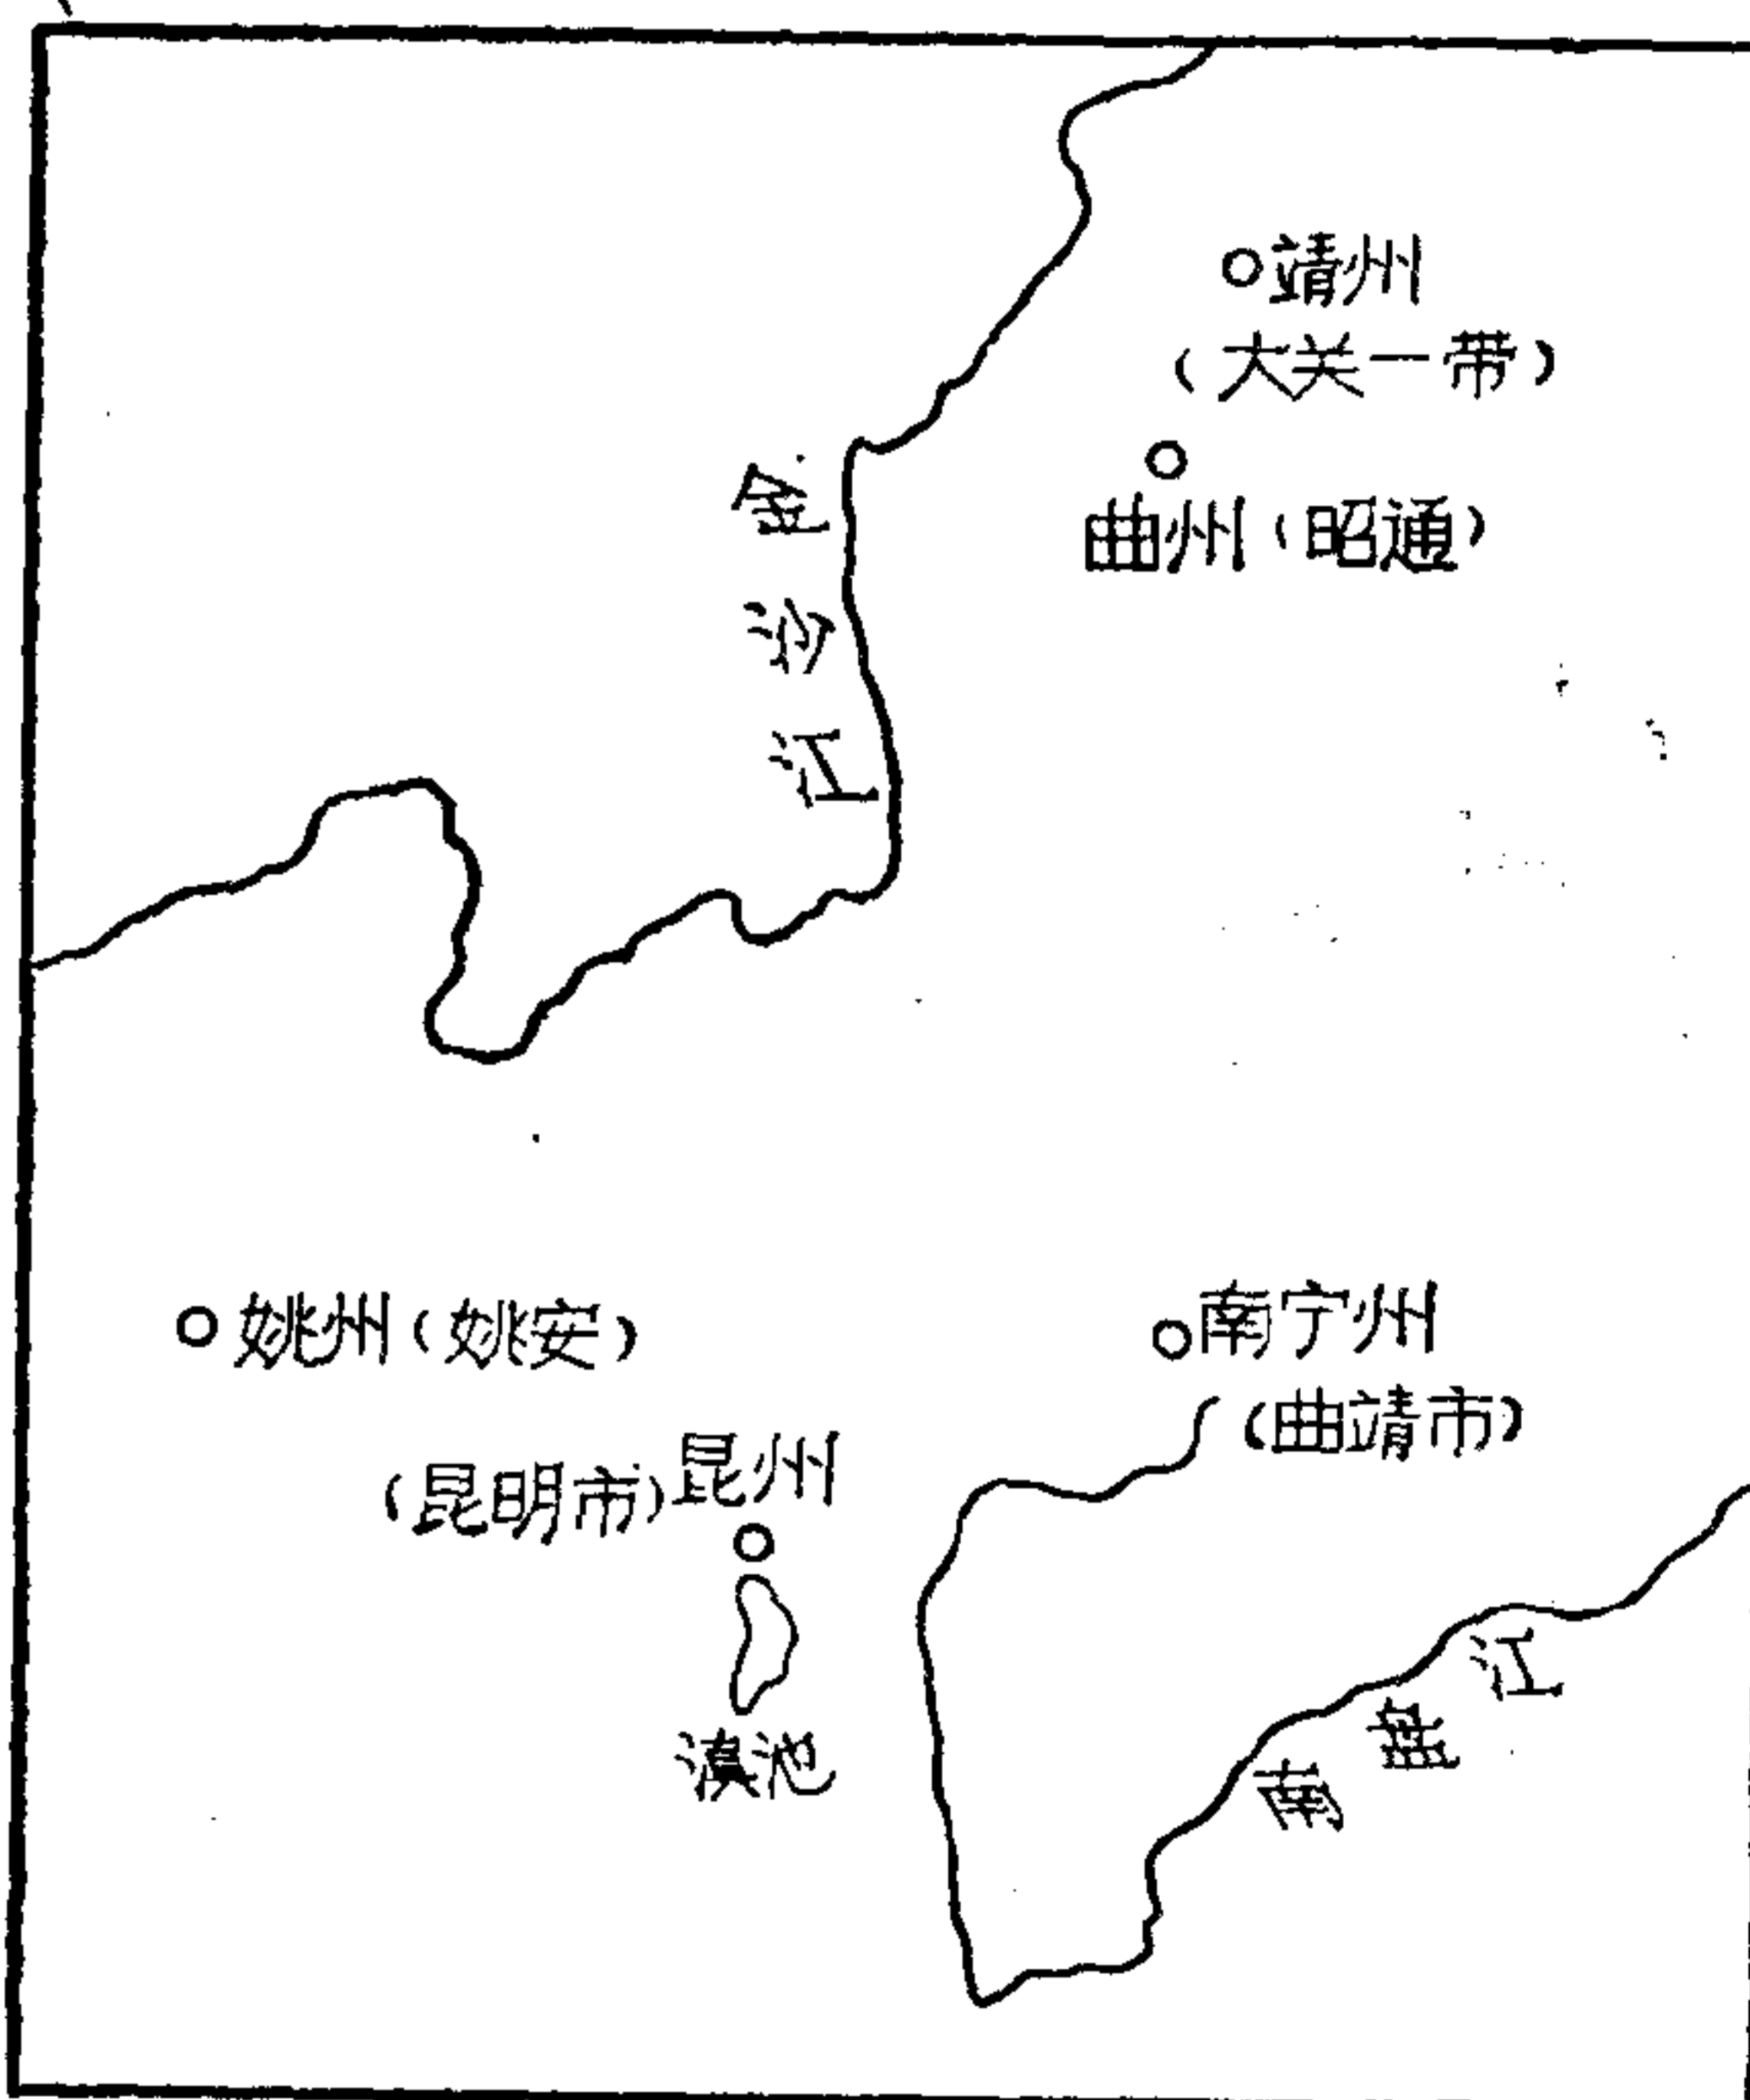 靖州
(大关一带)
曲州(昭通)
金沙江
姚州(姚安)
南宁州
(曲靖市)
昆州
(昆明市)
滇池
南盘江